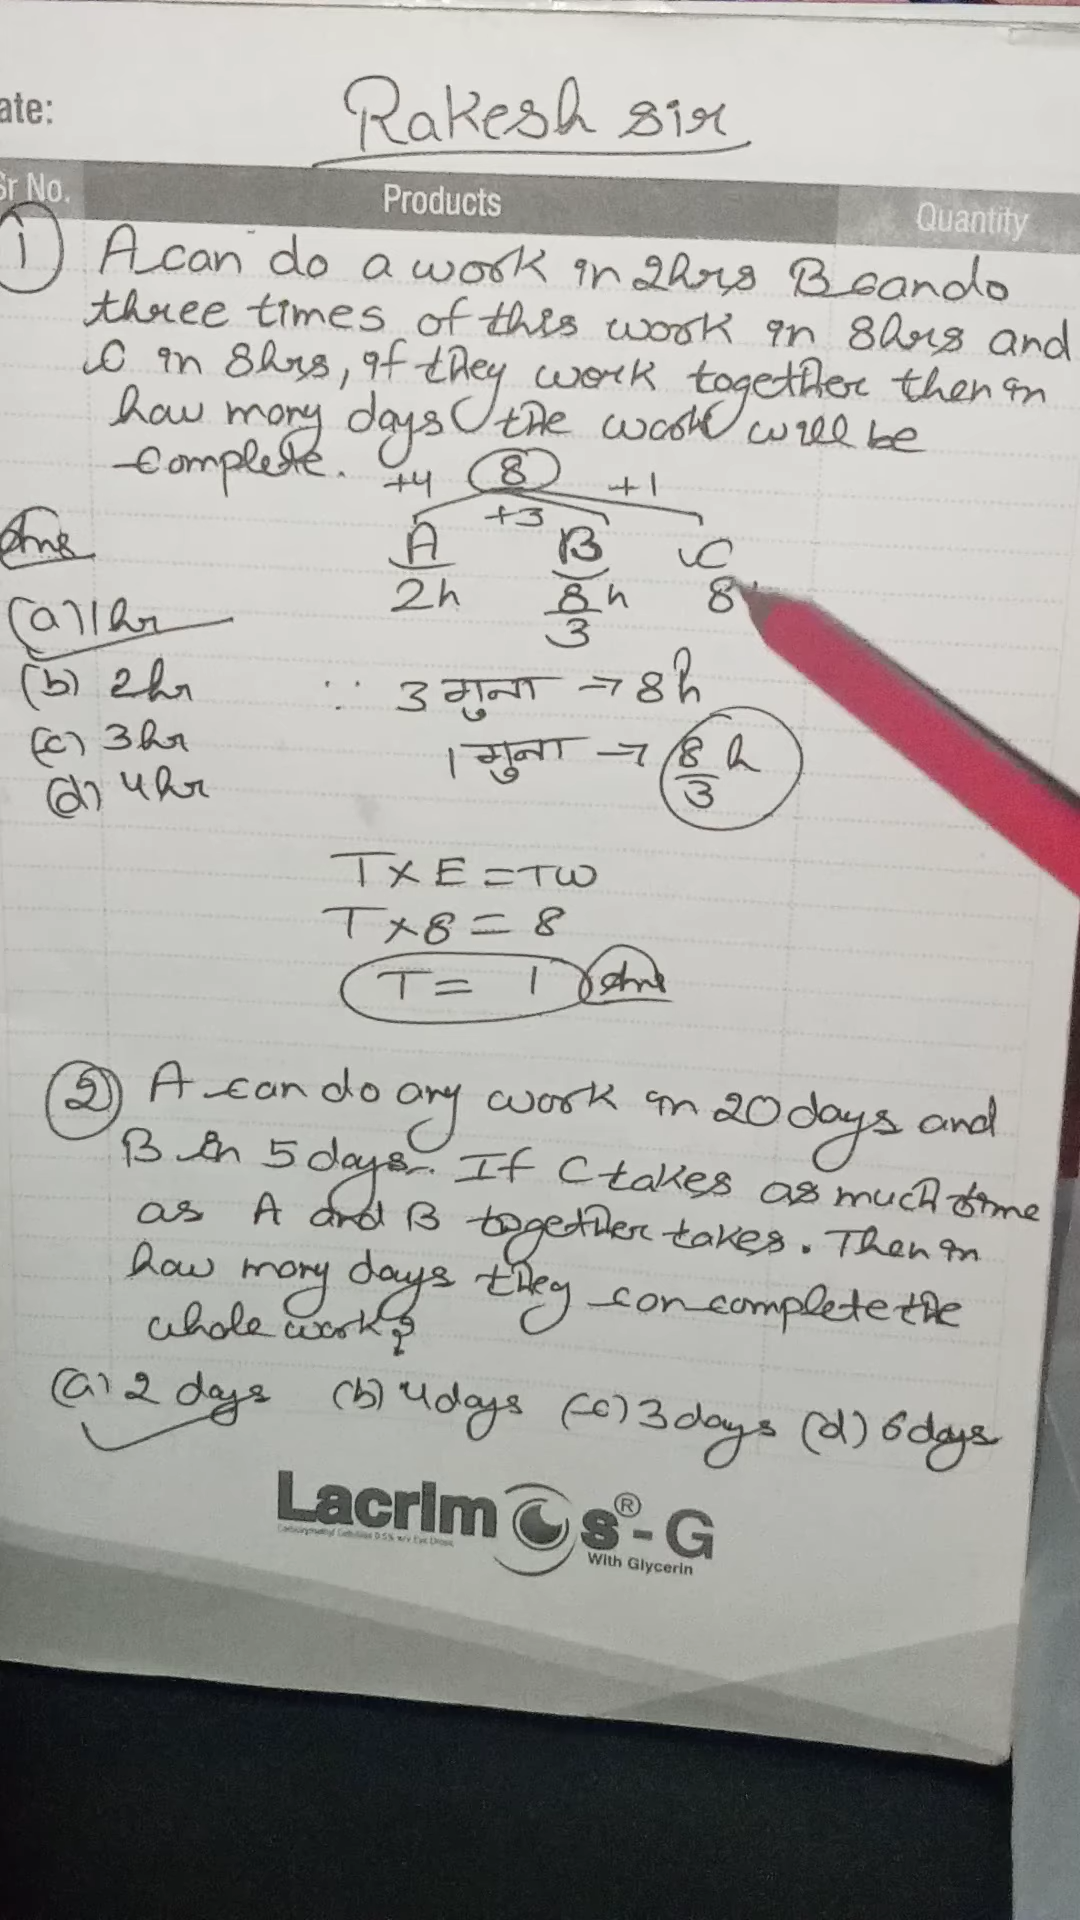 ate:
Rakesh sir
Sr No. Products Quantity
① A can do a work in 2hrs B cando
three times of this work in 8hrs and
C in 8hrs, if they work together then in
how many days the work will be
complete.
+4 8 +1
+3
Ans A B C
2h 8/3 h 8
(a) 1hr
(b) 2hr ∵ 3 गुना → 8h
(c) 3hr 1 गुना → 8/3 h
(d) 4hr
T × E = TW
T × 8 = 8
T = 1 Ans
② A can do any work in 20 days and
B in 5 days. If C takes as much time
as A and B together takes. Then in
how many days they can complete the
whole work?
(a) 2 days (b) 4 days (c) 3 days (d) 6 days
Lacrimos®-G
With Glycerin